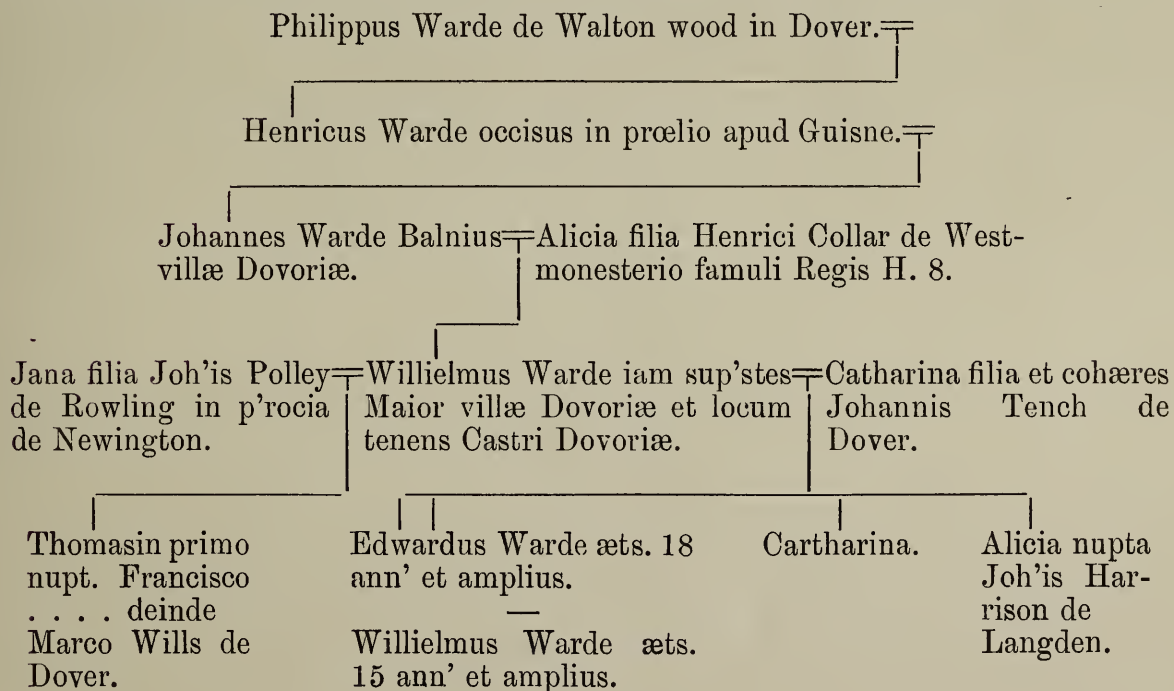 Philippus Warde de Walton wood in Dover.
Henricus Warde occisus in prœlio apud Guisne.
Johannes Warde Balnius
villæ Dovoriæ.
Alicia filia Henrici Collar de West-
monesterio famuli Regis H. 8.
Jana filia Joh'is Polley
de Rowling in p'rocia
de Newington.
Willielmus Warde iam sup'stes
Maior villæ Dovoriæ et locum
tenens Castri Dovoriæ.
Catharina filia et cohæres
Johannis Tench de
Dover.
Thomasin primo
nupt. Francisco
. . . . deinde
Marco Wills de
Dover.
Edwardus Warde æts. 18
ann' et amplius.
—
Willielmus Warde æts.
15 ann' et amplius.
Cartharina.
Alicia nupta
Joh'is Har-
rison de
Langden.